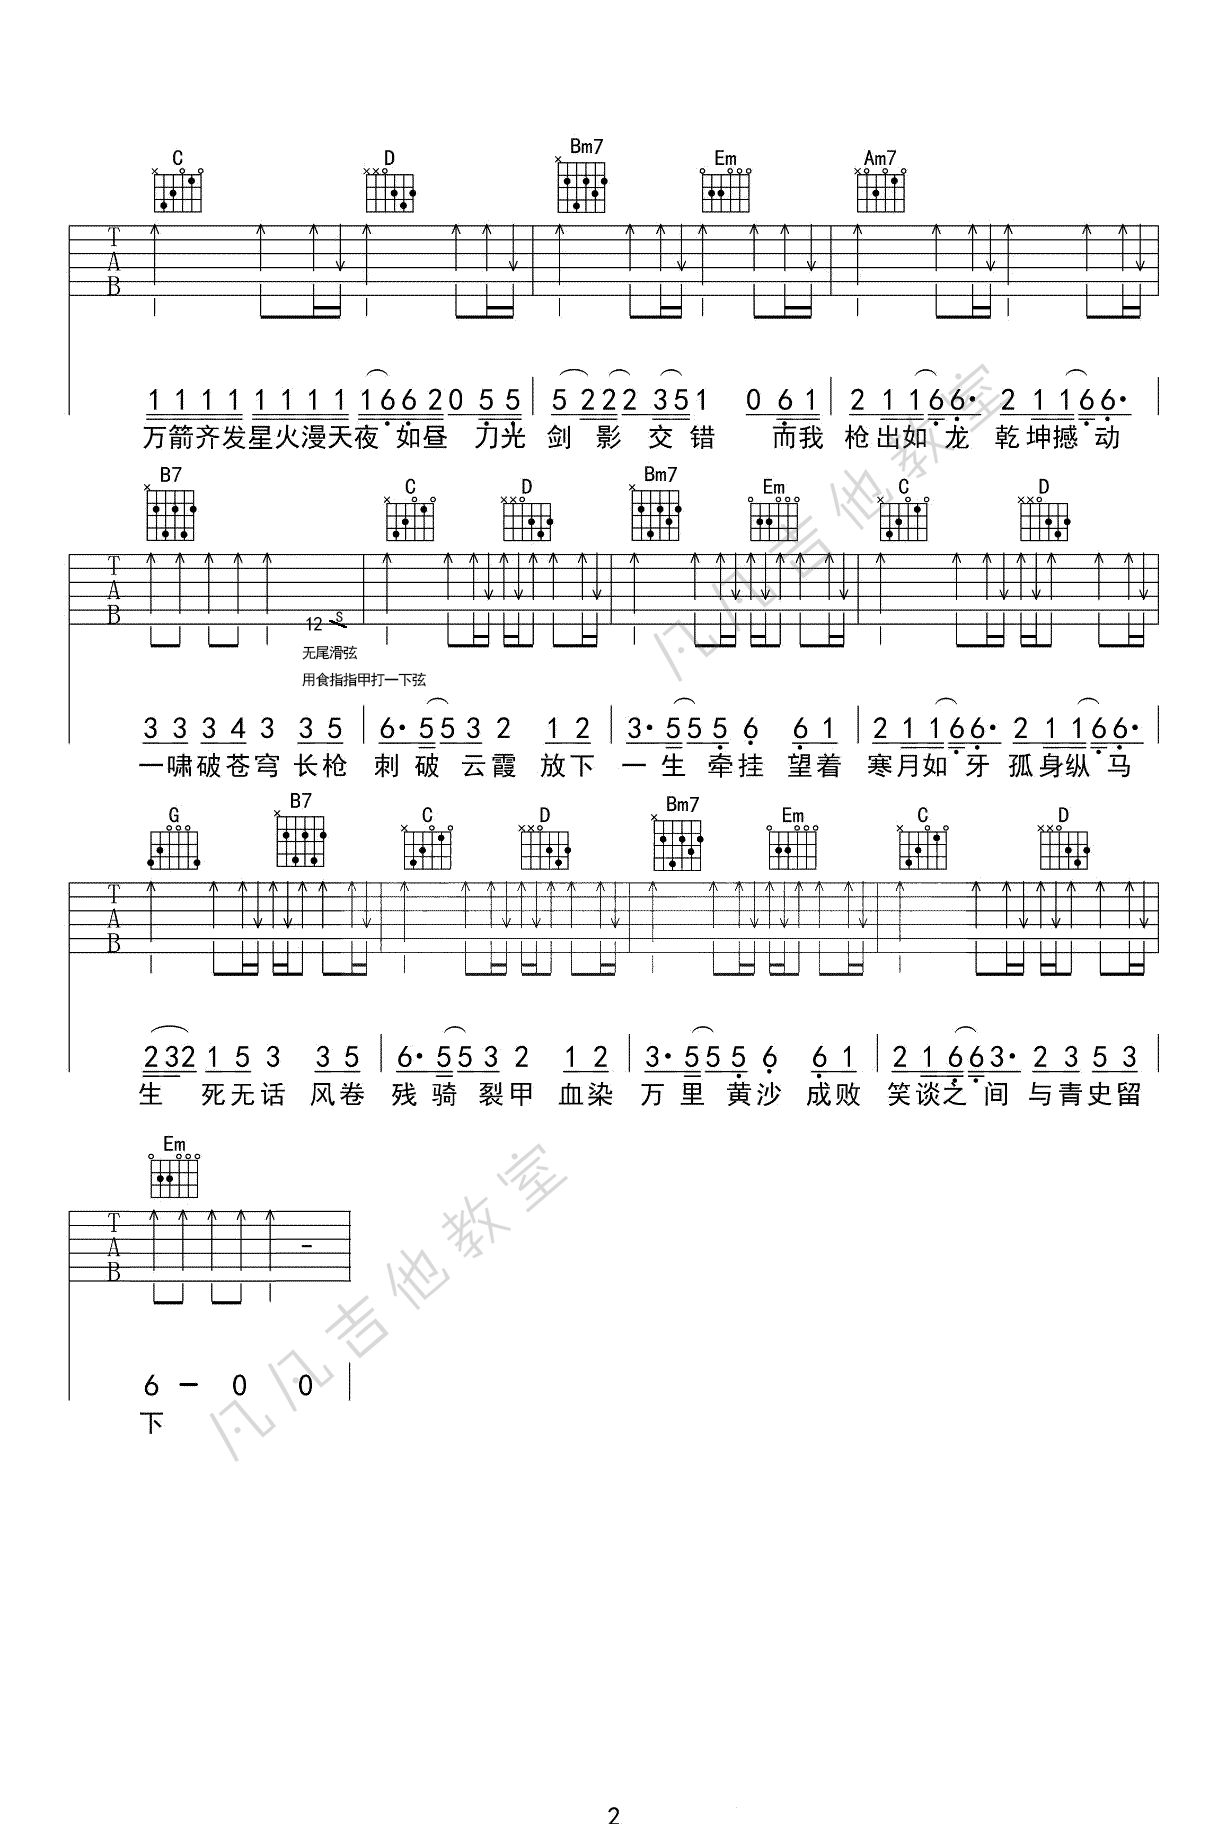 C D Bm7 Em Am7
T
A
B
1 1 1 1 1 1 1 1 1 6 6 2 0 5 5 5 2 2 2 3 5 1 0 6 1 2 1 1 6 6· 2 1 1 6 6·
万箭齐发星火漫天夜 如昼 刀光 剑 影 交 错 而我 枪出如 龙 乾坤撼 动
B7 C D Bm7 Em C D
T
A
B
12 S
无尾滑弦
用食指指甲打一下弦
3 3 3 4 3 3 5 6· 5 5 3 2 1 2 3· 5 5 5 6 6 1 2 1 1 6 6· 2 1 1 6 6·
一啸破苍穹 长枪 刺 破 云霞 放下 一 生 牵挂 望着 寒月如 牙 孤身纵 马
G B7 C D Bm7 Em C D
T
A
B
2 3 2 1 5 3 3 5 6· 5 5 3 2 1 2 3· 5 5 5 6 6 1 2 1 6 6 3· 2 3 5 3
生 死无话 风卷 残 骑 裂甲 血染 万 里 黄沙 成败 笑谈之 间 与青史留
Em
T
A
B
6 – 0 0
下
凡凡吉他教室
凡凡吉他教室
2